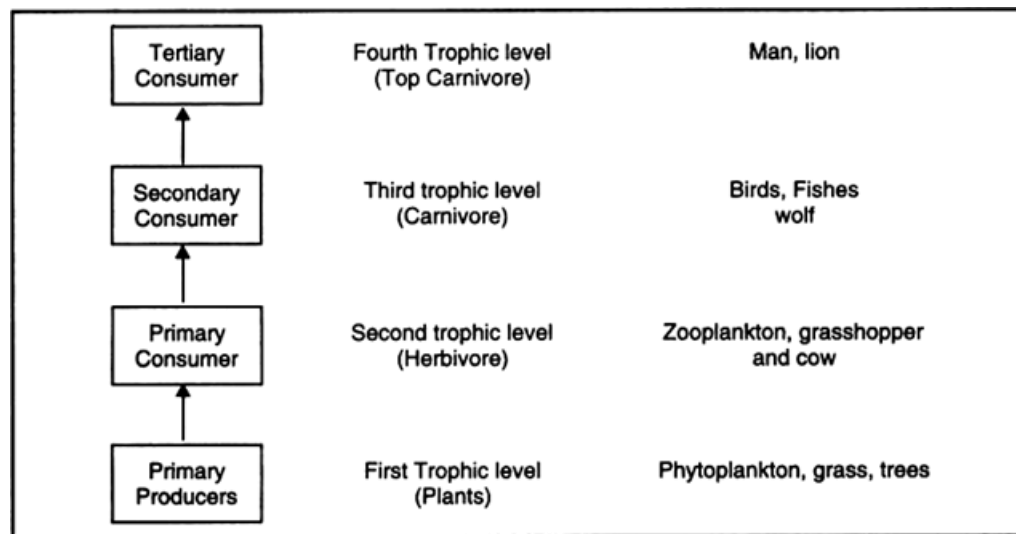 Tertiary Consumer
Fourth Trophic level
(Top Carnivore)
Man, lion
Secondary Consumer
Third trophic level
(Carnivore)
Birds, Fishes
wolf
Primary Consumer
Second trophic level
(Herbivore)
Zooplankton, grasshopper
and cow
Primary Producers
First Trophic level
(Plants)
Phytoplankton, grass, trees